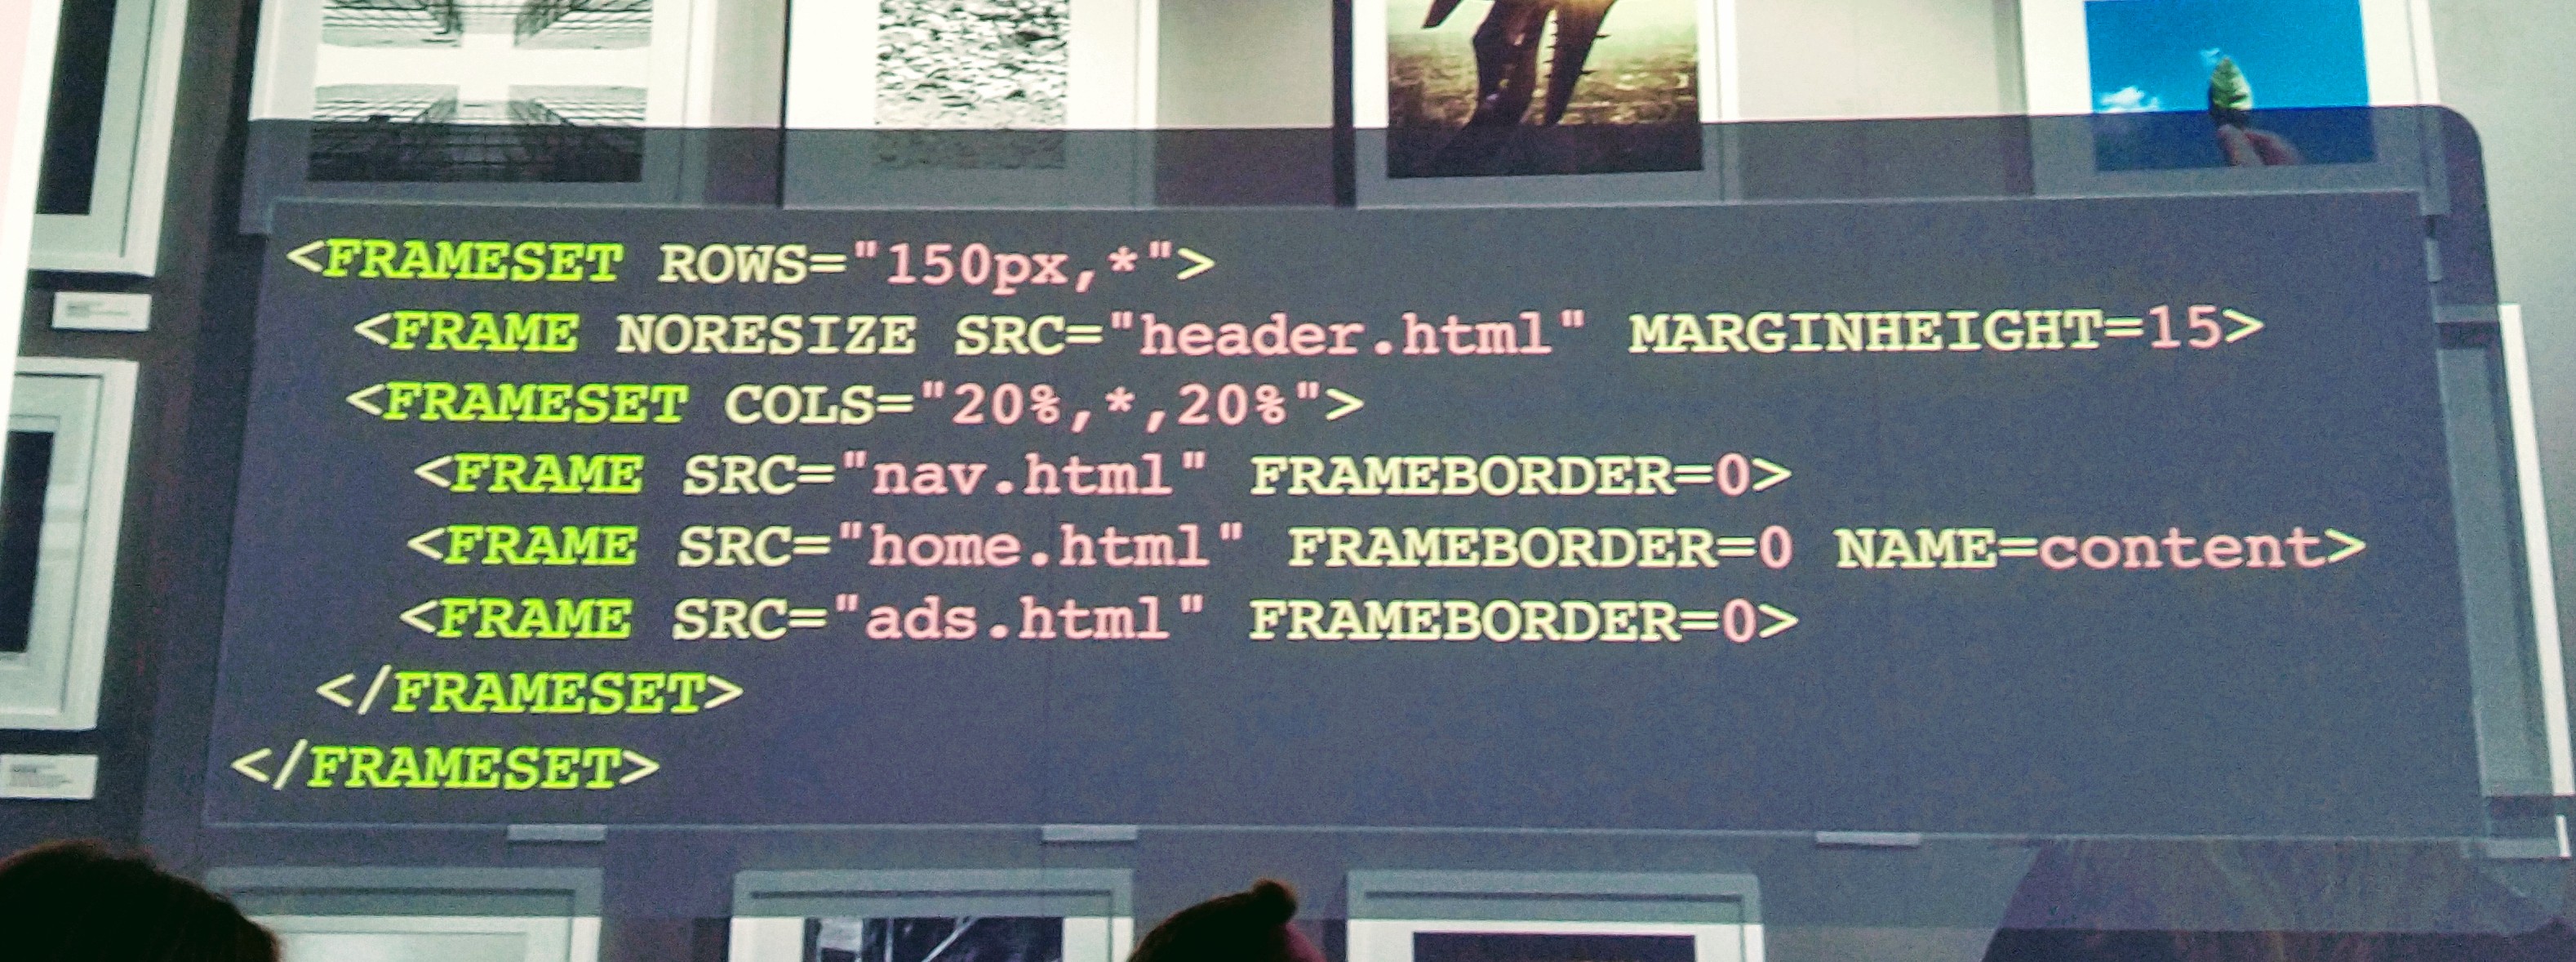 <FRAMESET ROWS="150px,*">
<FRAME NORESIZE SRC="header.html" MARGINHEIGHT=15>
<FRAMESET COLS="20%,*,20%">
<FRAME SRC="nav.html" FRAMEBORDER=0>
<FRAME SRC="home.html" FRAMEBORDER=0 NAME=content>
<FRAME SRC="ads.html" FRAMEBORDER=0>
</FRAMESET>
</FRAMESET>